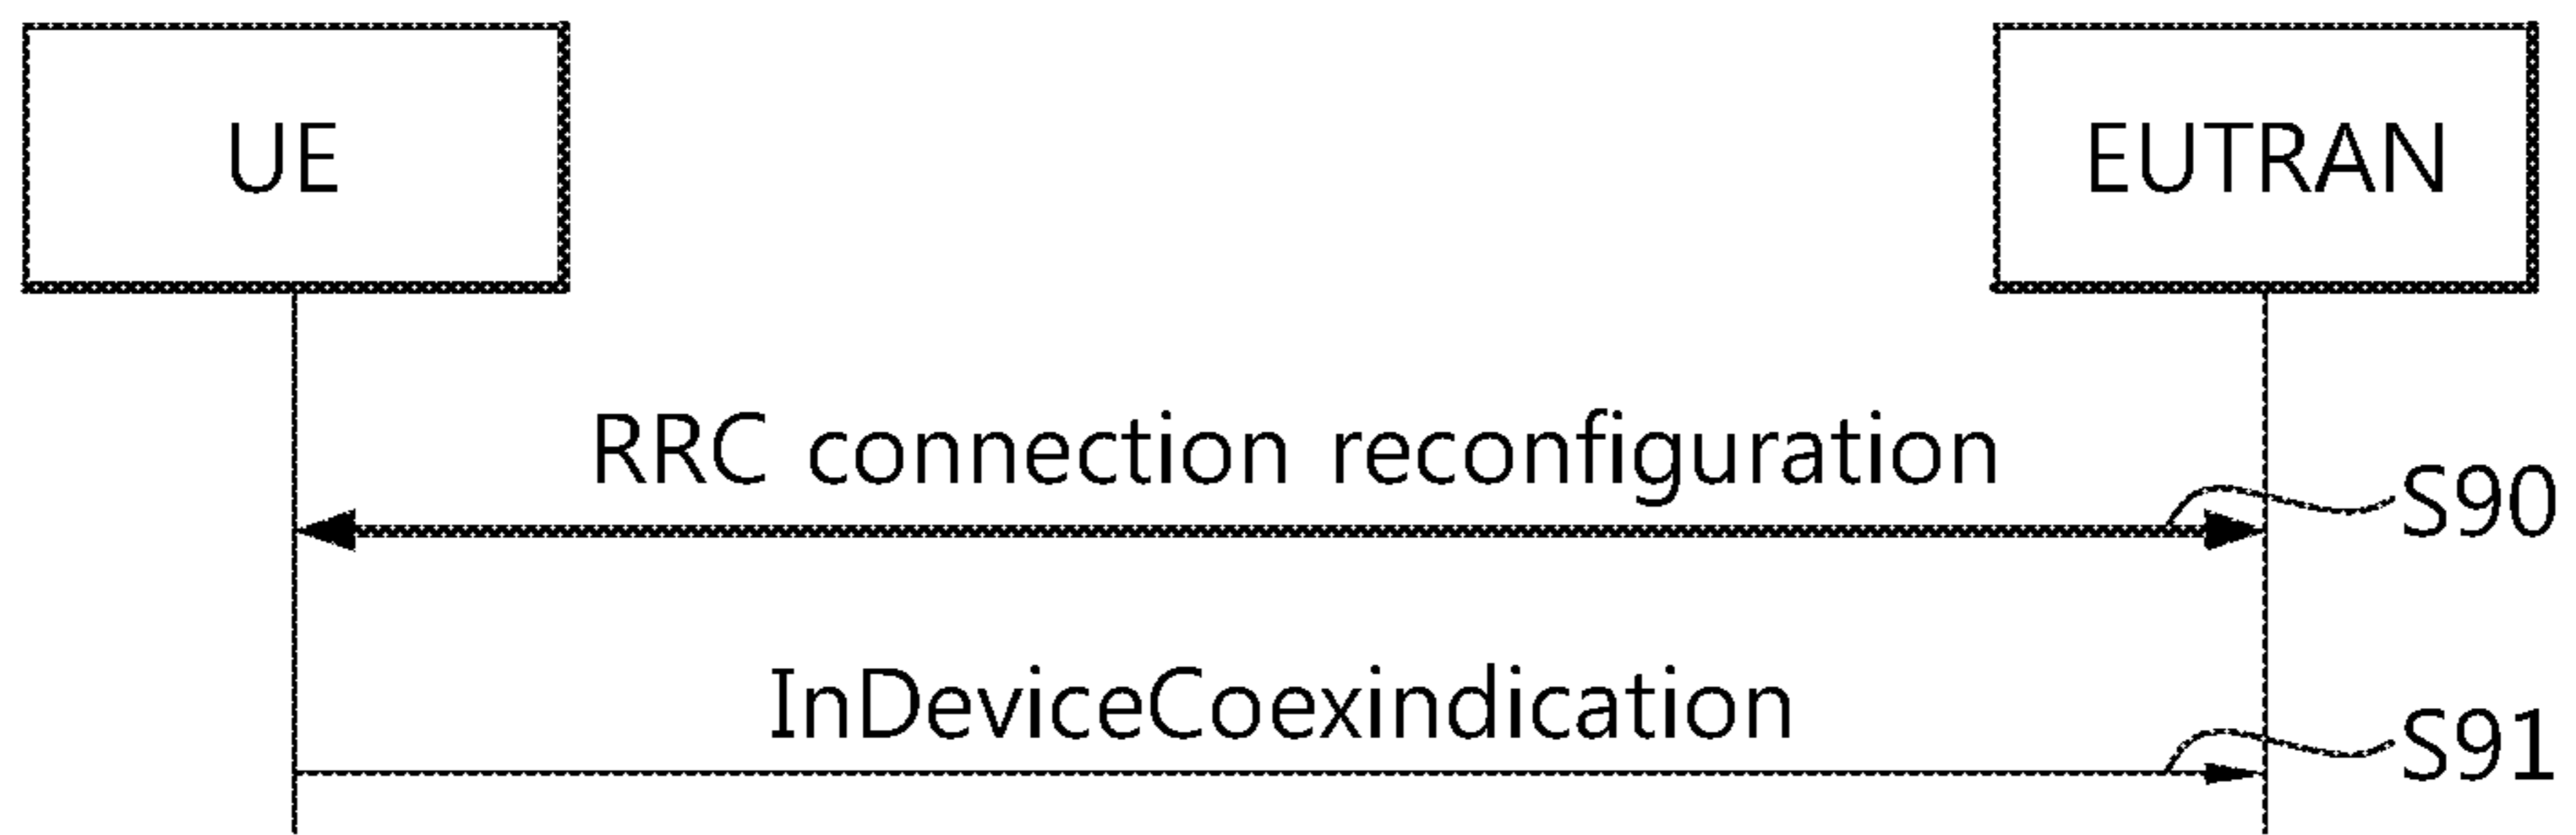 UE
EUTRAN
RRC connection reconfiguration
S90
InDeviceCoexindication
S91